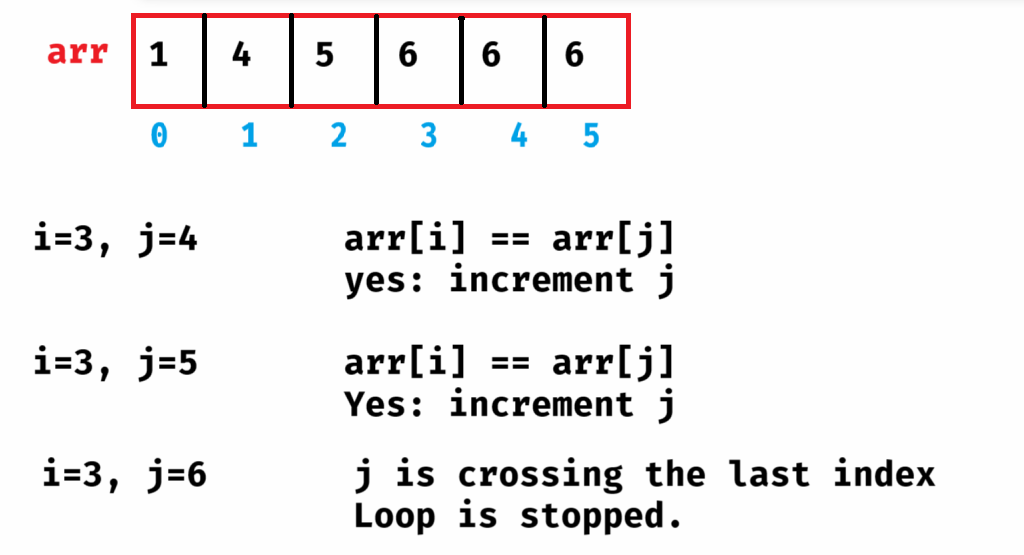 arr 1 4 5 6 6 6
0 1 2 3 4 5
i=3, j=4 arr[i] == arr[j]
yes: increment j
i=3, j=5 arr[i] == arr[j]
Yes: increment j
i=3, j=6 j is crossing the last index
Loop is stopped.